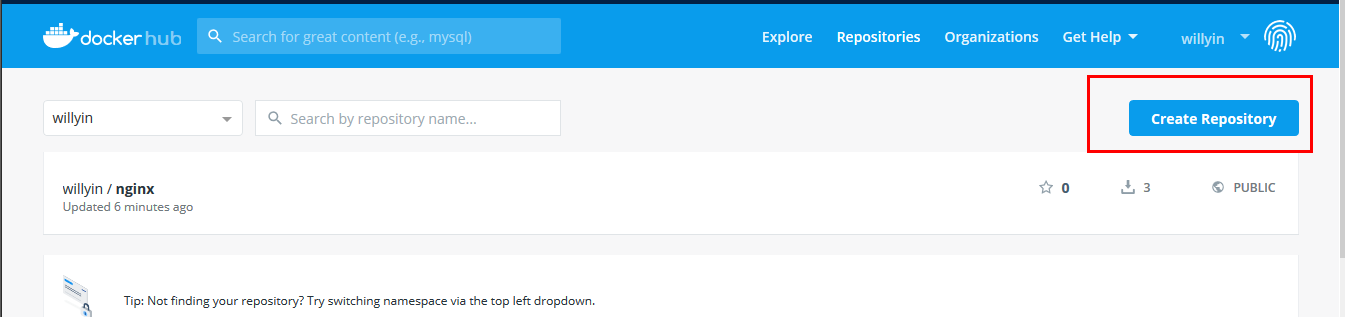 docker hub Search for great content (e.g., mysql) Explore Repositories Organizations Get Help willyin
willyin Search by repository name... Create Repository
willyin / nginx 0 3 PUBLIC
Updated 6 minutes ago
Tip: Not finding your repository? Try switching namespace via the top left dropdown.